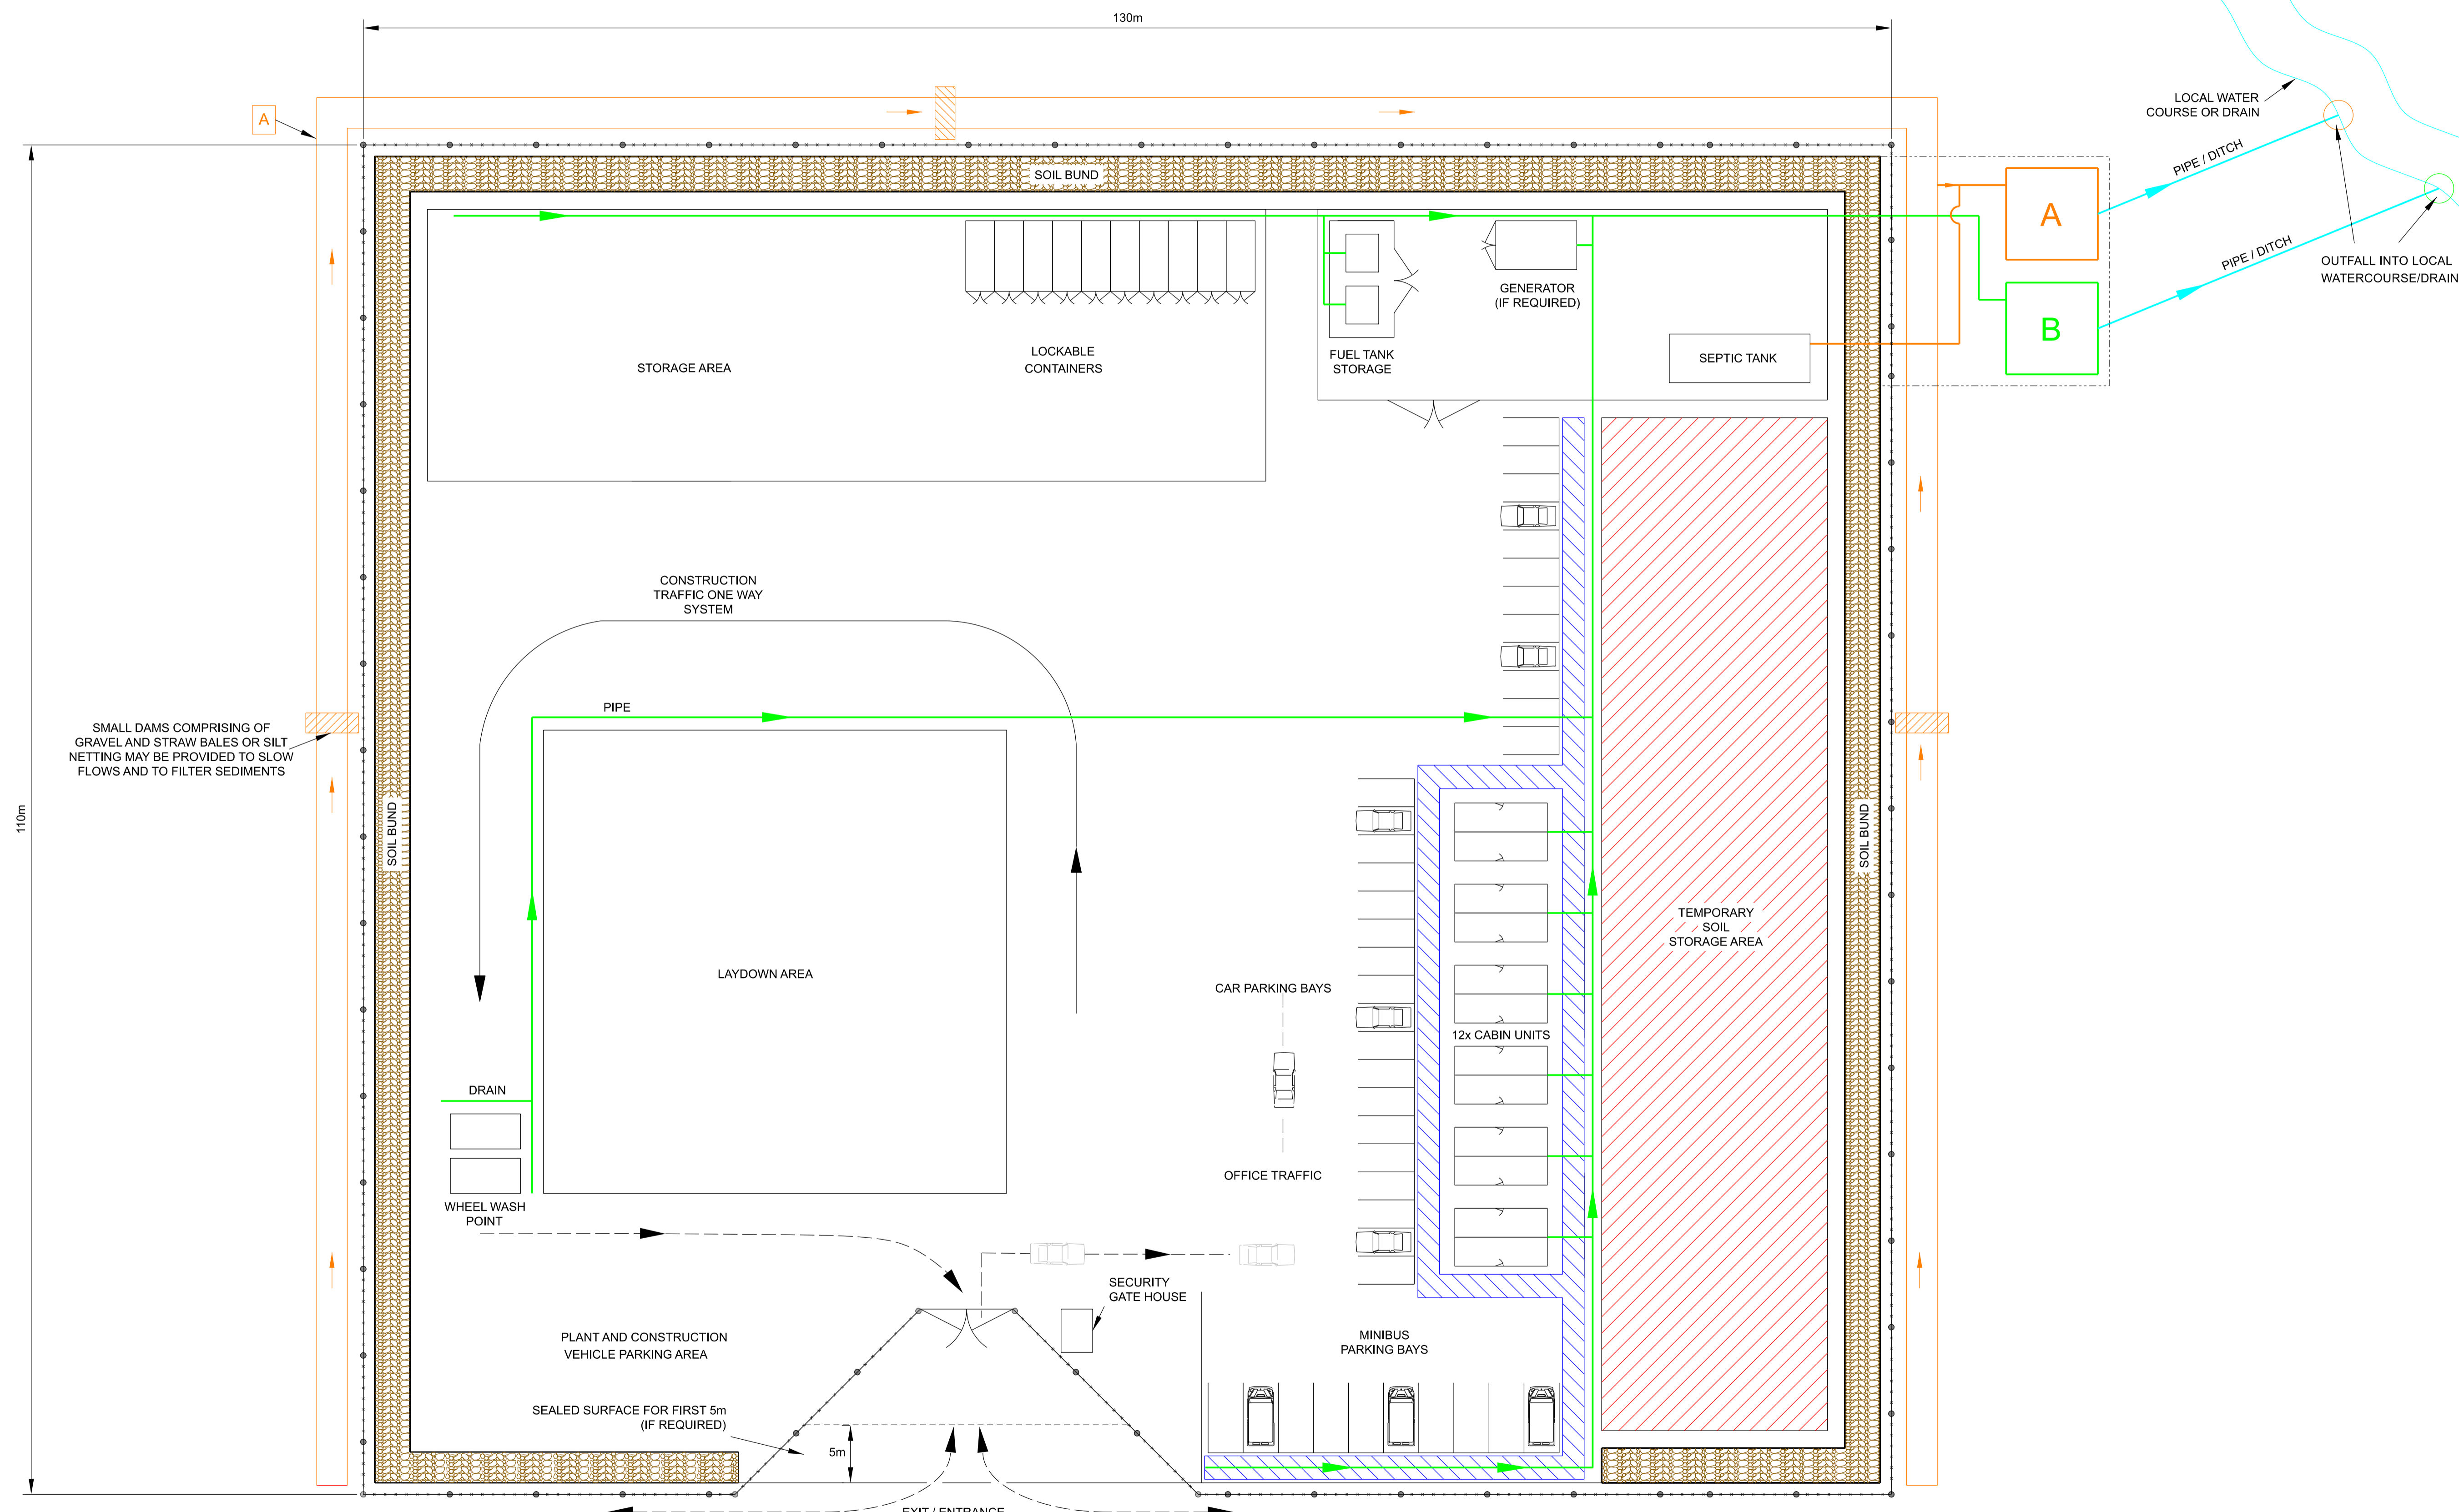 130m
A
LOCAL WATER
COURSE OR DRAIN
PIPE / DITCH
SOIL BUND
A
PIPE / DITCH
OUTFALL INTO LOCAL
WATERCOURSE/DRAIN
B
GENERATOR
(IF REQUIRED)
STORAGE AREA
LOCKABLE
CONTAINERS
FUEL TANK
STORAGE
SEPTIC TANK
CONSTRUCTION
TRAFFIC ONE WAY
SYSTEM
PIPE
SMALL DAMS COMPRISING OF
GRAVEL AND STRAW BALES OR SILT
NETTING MAY BE PROVIDED TO SLOW
FLOWS AND TO FILTER SEDIMENTS
110m
SOIL BUND
SOIL BUND
TEMPORARY
SOIL
STORAGE AREA
LAYDOWN AREA
CAR PARKING BAYS
12x CABIN UNITS
DRAIN
OFFICE TRAFFIC
WHEEL WASH
POINT
SECURITY
GATE HOUSE
PLANT AND CONSTRUCTION
VEHICLE PARKING AREA
MINIBUS
PARKING BAYS
SEALED SURFACE FOR FIRST 5m
(IF REQUIRED)
5m
EXIT / ENTRANCE